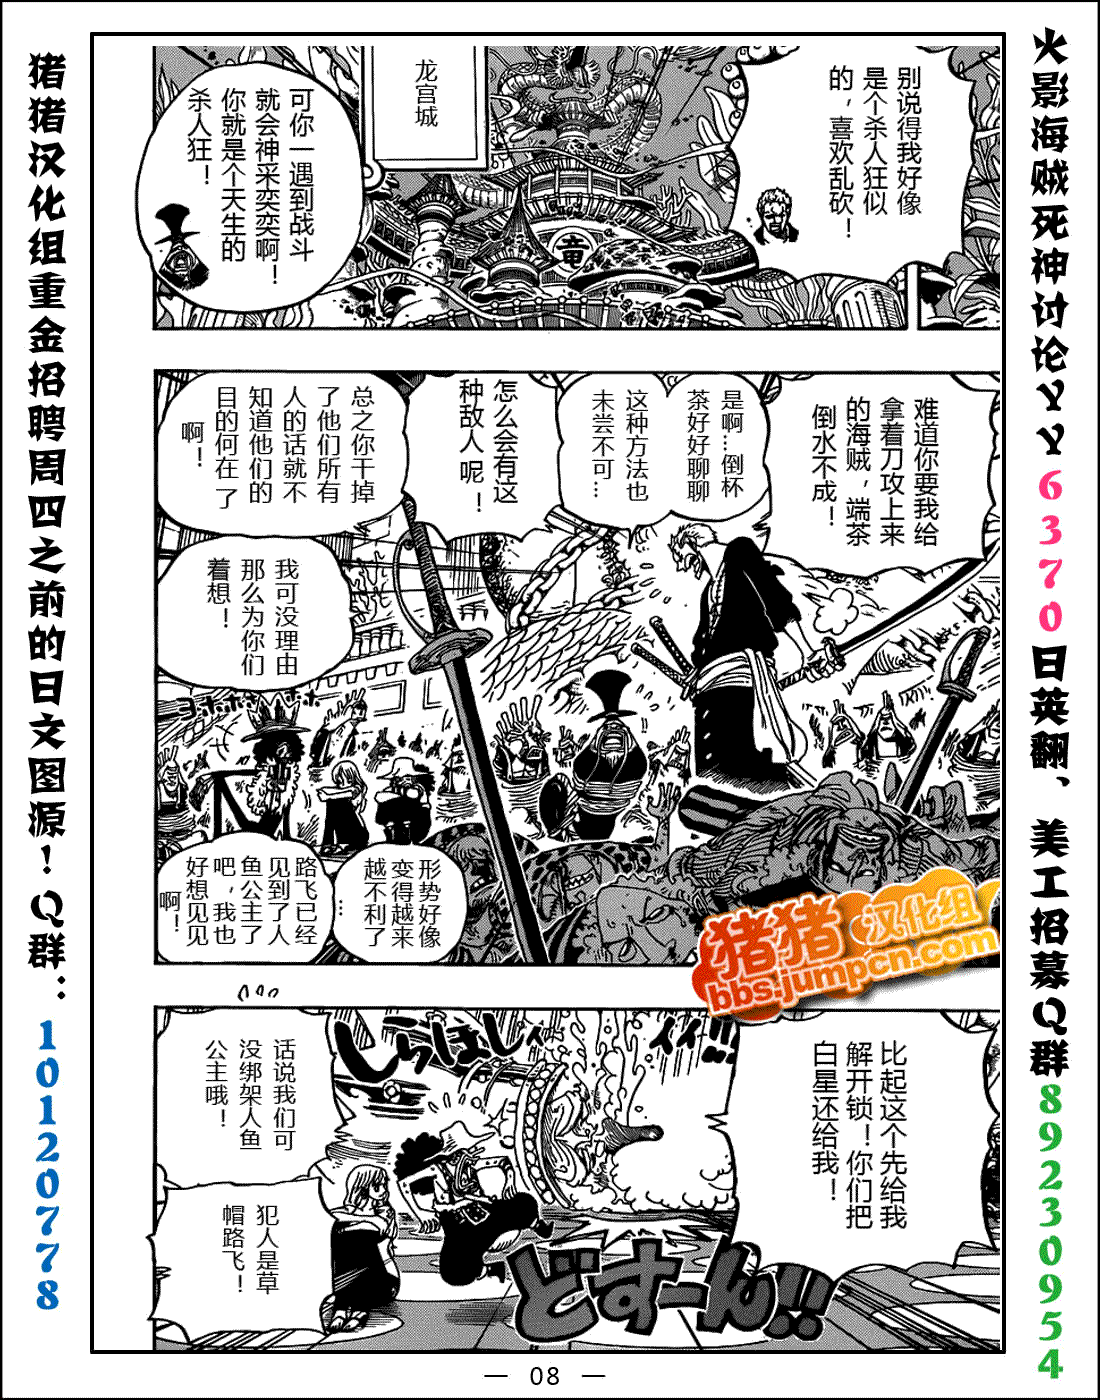 火影海贼死神讨论YY6370日英翻、美工招募Q群89230954
别说得我好像
是个杀人狂似
的，喜欢乱砍！
龙宫城
可你一遇到战斗
就会神采奕奕啊！
你就是个天生的
杀人狂！
竜
难道你要我给
拿着刀攻上来
的海贼，端茶
倒水不成！
是啊…倒杯
茶好好聊聊
这种方法也
未尝不可…
怎么会有这
种敌人呢！
总之你干掉
了他们所有
人的话就不
知道他们的
目的何在了
啊！
我可没理由
那么为你们
着想！
ヨホホホホ
形势好像
变得越来
越不利了
…
路飞已经
见到了人
鱼公主了
吧，我也
好想见见
啊！
猪猪汉化组
bbs.jumpcn.com
比起这个先给我
解开锁！你们把
白星还给我！
話说我们可
没绑架人鱼
公主哦！
犯人是草
帽路飞！
どすーん!!
猪猪汉化组重金招聘周四之前的日文图源！Q群：101220778
— 08 —